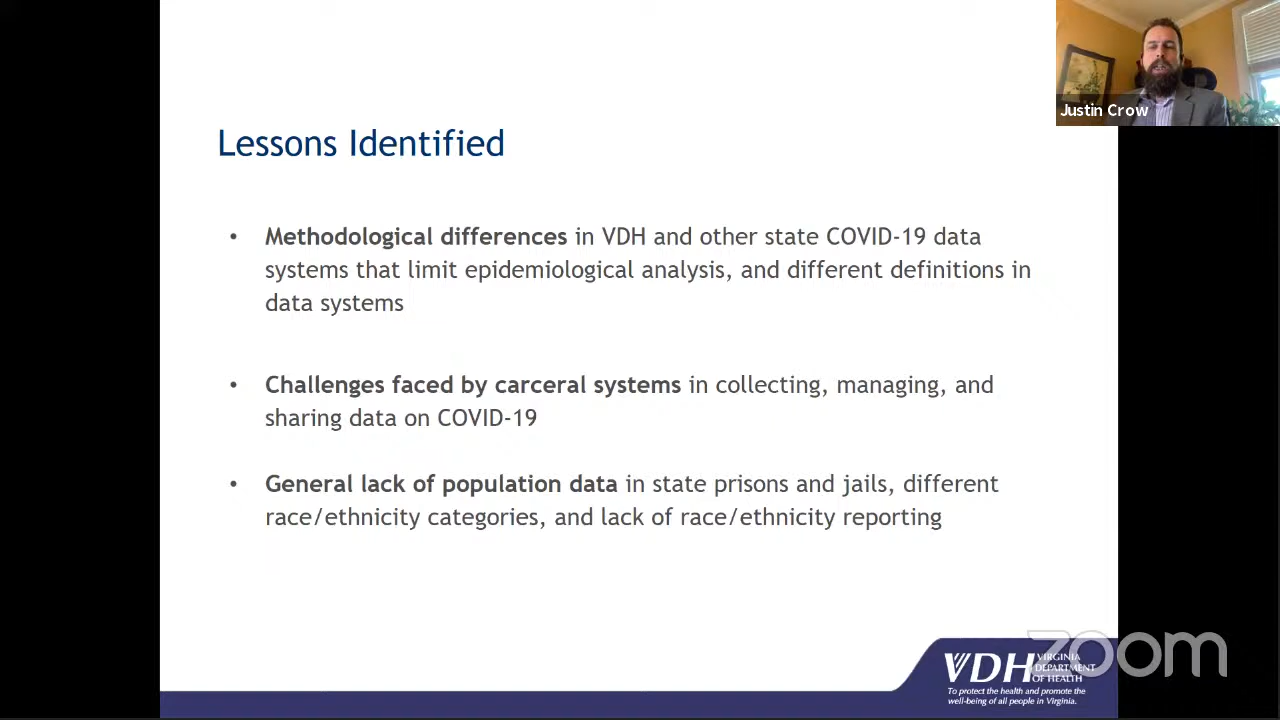 Justin Crow
Lessons Identified
• Methodological differences in VDH and other state COVID-19 data
systems that limit epidemiological analysis, and different definitions in
data systems
• Challenges faced by carceral systems in collecting, managing, and
sharing data on COVID-19
• General lack of population data in state prisons and jails, different
race/ethnicity categories, and lack of race/ethnicity reporting
VDH VIRGINIA
DEPARTMENT
OF HEALTH
To protect the health and promote the
well-being of all people in Virginia.
zoom